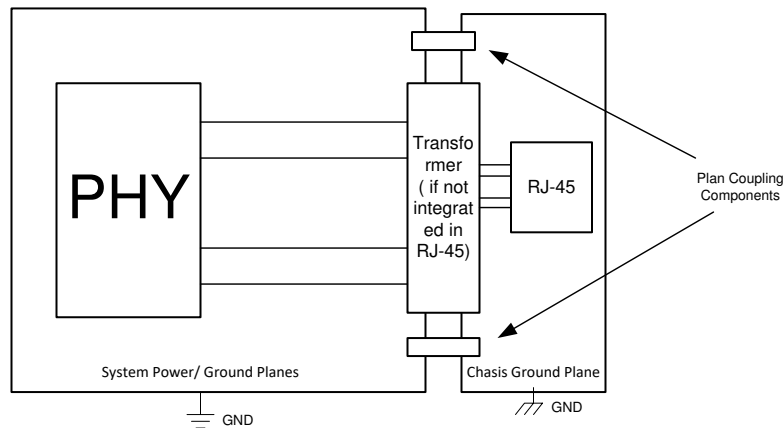 PHY
Transfo
rmer
( if not
integrat
ed in
RJ-45)
RJ-45
Plan Coupling
Components
System Power/ Ground Planes
Chasis Ground Plane
GND
GND